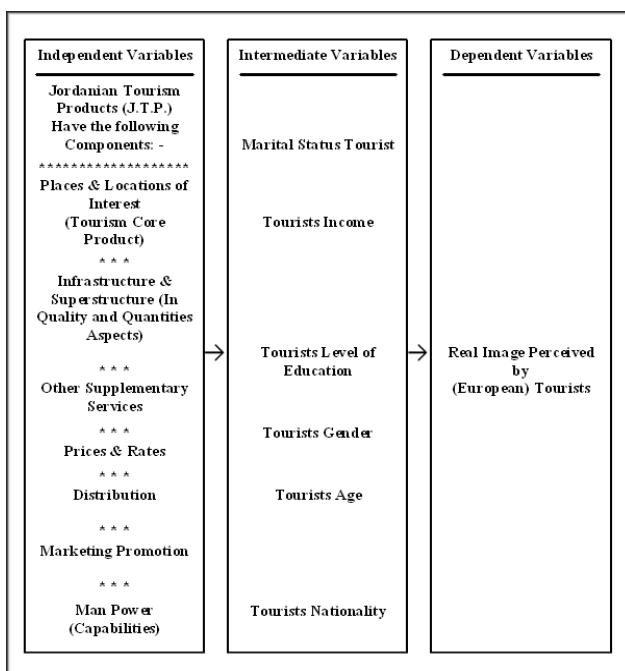 Independent Variables
Jordanian Tourism
Products (J.T.P.)
Have the following
Components: -
*******************
Places & Locations of
Interest
(Tourism Core
Product)
* * *
Infrastructure &
Superstructure (In
Quality and Quantities
Aspects)
* * *
Other Supplementary
Services
* * *
Prices & Rates
* * *
Distribution
* * *
Marketing Promotion
* * *
Man Power
(Capabilities)
Intermediate Variables
Marital Status Tourist
Tourists Income
Tourists Level of
Education
Tourists Gender
Tourists Age
Tourists Nationality
Dependent Variables
Real Image Perceived
by
(European) Tourists